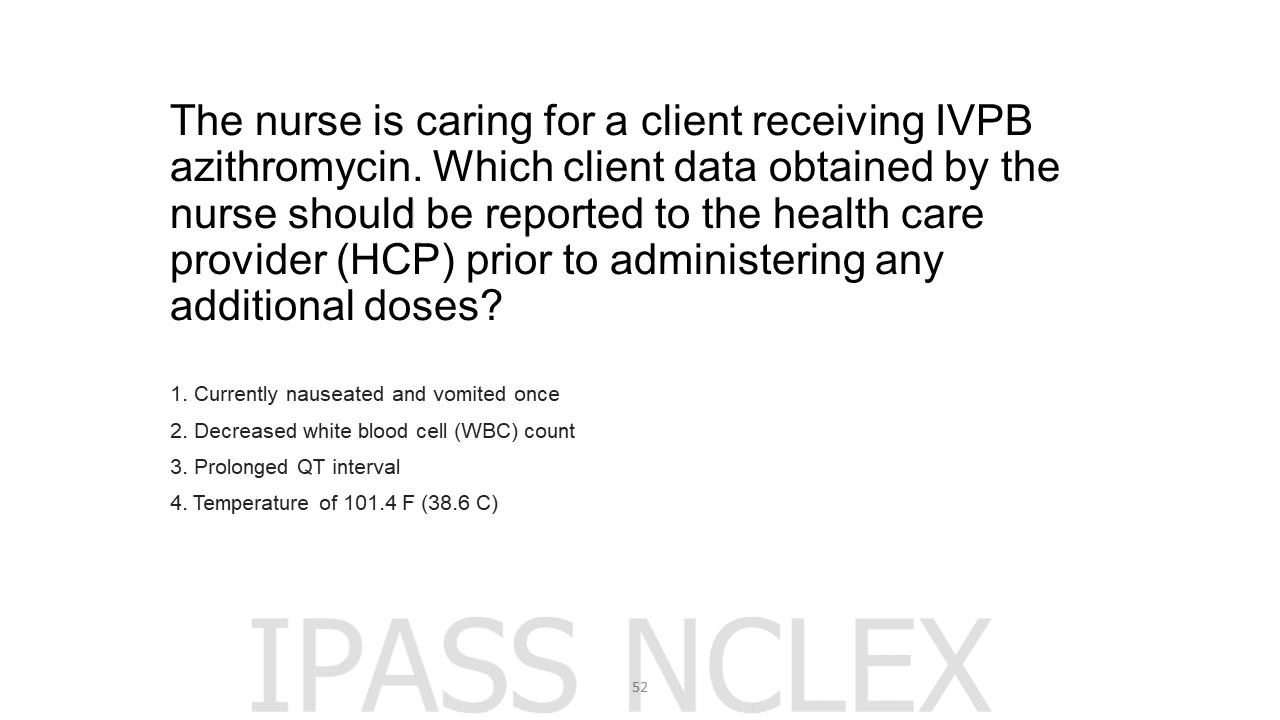 The nurse is caring for a client receiving IVPB
azithromycin. Which client data obtained by the
nurse should be reported to the health care
provider (HCP) prior to administering any
additional doses?
1. Currently nauseated and vomited once
2. Decreased white blood cell (WBC) count
3. Prolonged QT interval
4. Temperature of 101.4 F (38.6 C)
IPASS NCLEX
52